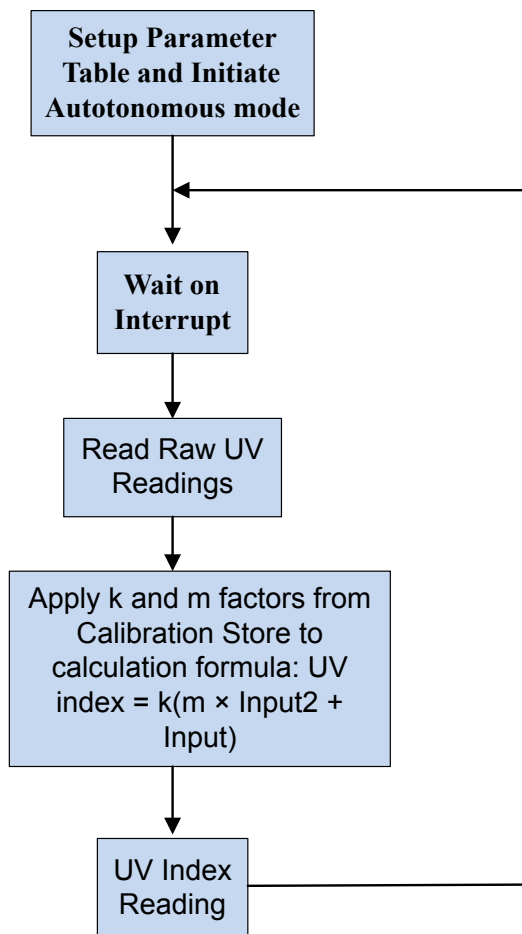 Setup Parameter
Table and Initiate
Autotonomous mode
Wait on
Interrupt
Read Raw UV
Readings
Apply k and m factors from
Calibration Store to
calculation formula: UV
index = k(m × Input2 +
Input)
UV Index
Reading